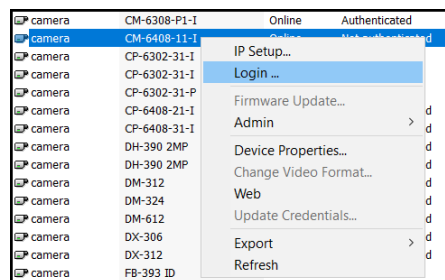 camera CM-6308-P1-I Online Authenticated
camera CM-6408-11-I Online Not authenticated
camera CP-6302-31-I
camera CP-6302-31-I
camera CP-6302-31-P
camera CP-6408-21-I d
camera CP-6408-31-I d
camera DH-390 2MP d
camera DH-390 2MP d
camera DM-312 d
camera DM-324 d
camera DM-612 d
camera DX-306 d
camera DX-312 d
camera FB-393 ID
IP Setup...
Login ...
Firmware Update...
Admin >
Device Properties...
Change Video Format...
Web
Update Credentials...
Export >
Refresh